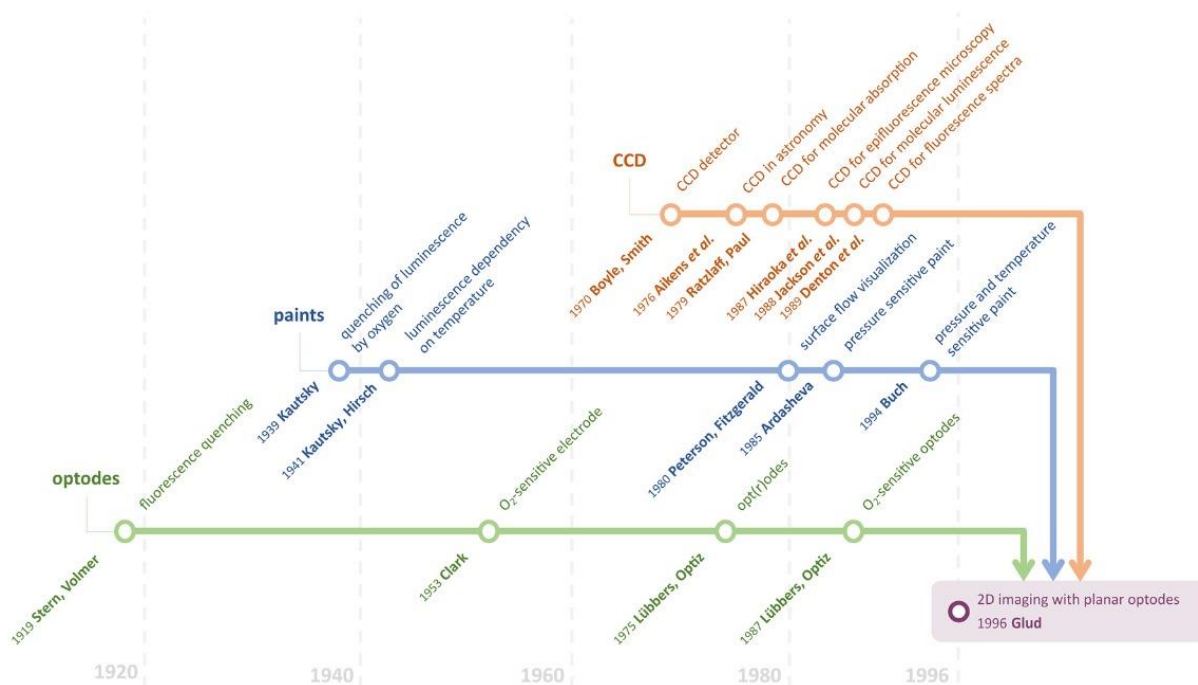 CCD
CCD detector
CCD in astronomy
CCD for molecular absorption
CCD for epifluorescence microscopy
CCD for molecular luminescence
CCD for fluorescence spectra
1970 Boyle, Smith
1976 Aikens et al.
1979 Ratzlaff, Paul
1987 Hiraoka et al.
1988 Jackson et al.
1989 Denton et al.
paints
quenching of luminescence
by oxygen
luminescence dependency
on temperature
surface flow visualization
pressure sensitive paint
pressure and temperature
sensitive paint
1939 Kautsky
1941 Kautsky, Hirsch
1980 Peterson, Fitzgerald
1985 Ardasheva
1994 Buch
optodes
fluorescence quenching
O₂-sensitive electrode
opt(r)odes
O₂-sensitive optodes
1919 Stern, Volmer
1953 Clark
1975 Lübbers, Optiz
1987 Lübbers, Optiz
2D imaging with planar optodes
1996 Glud
1920
1940
1960
1980
1996